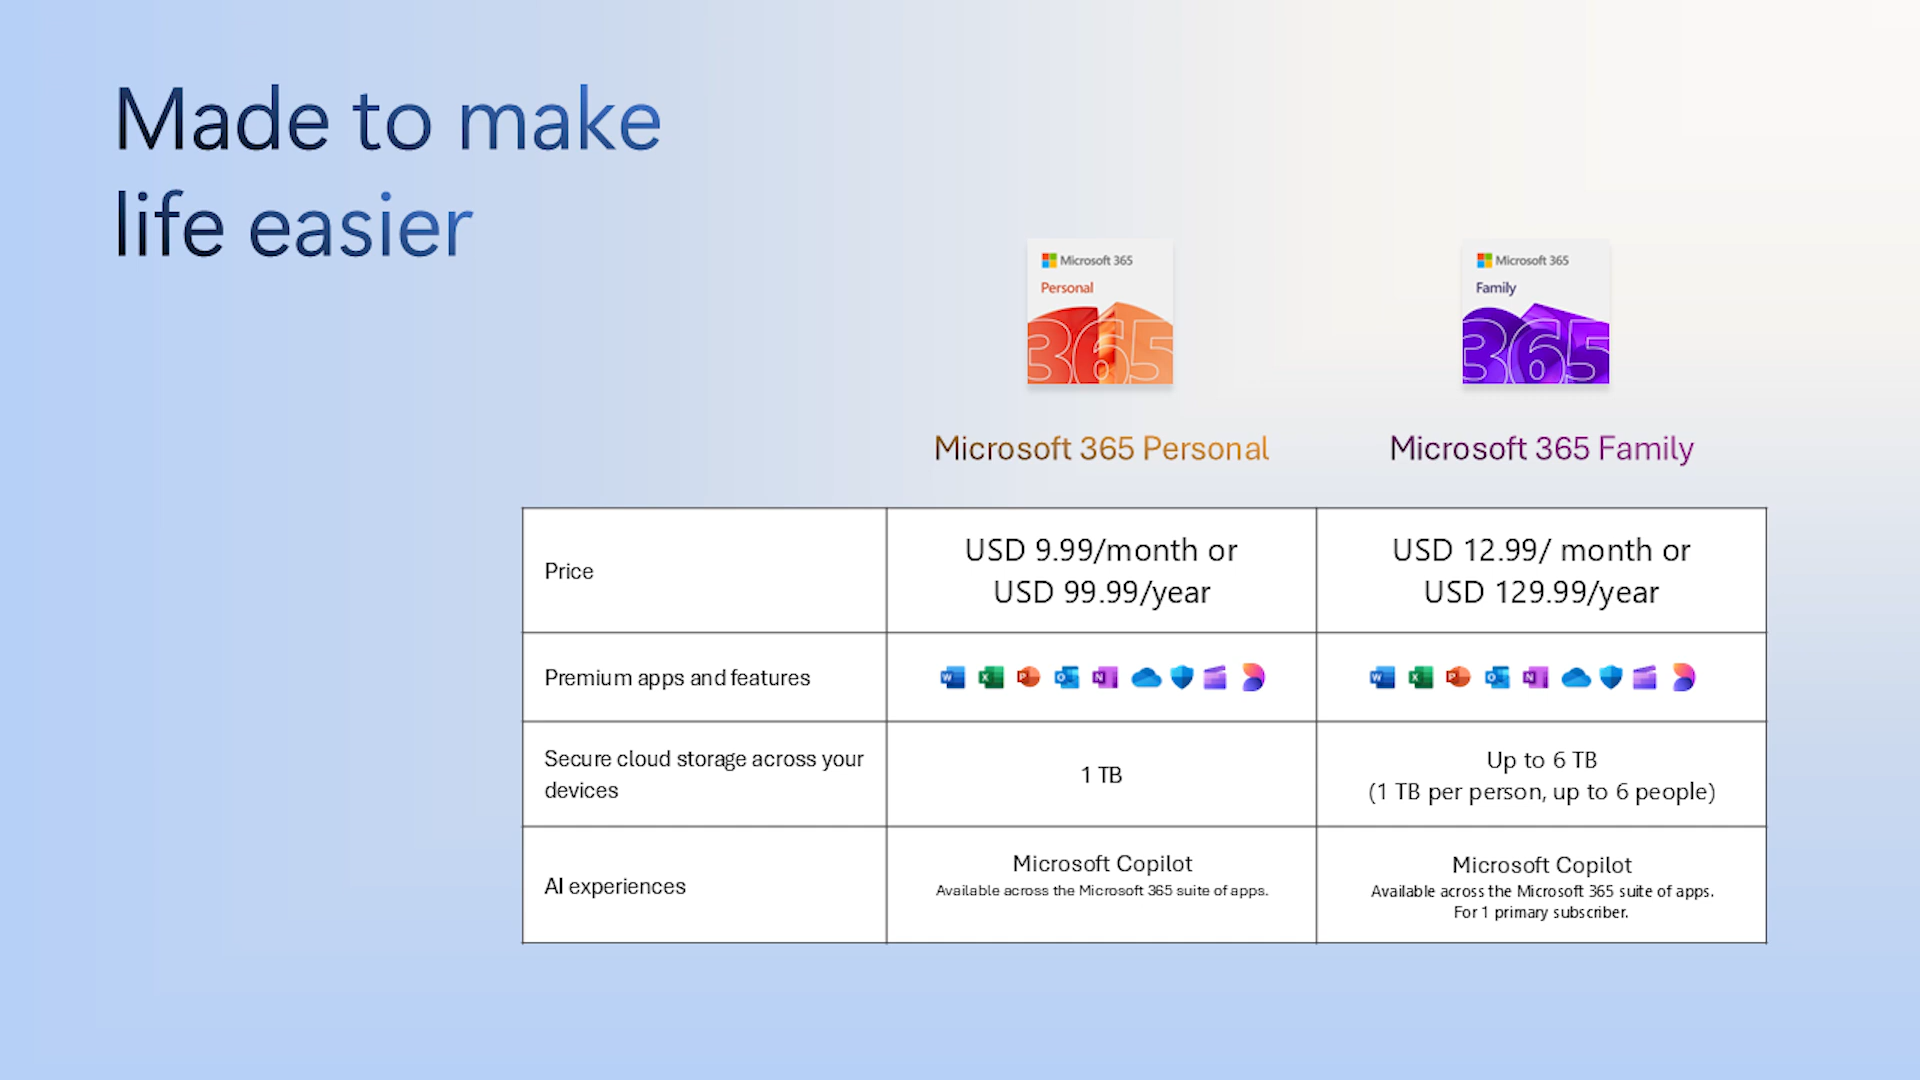 Made to make
life easier
Microsoft 365
Personal
365
Microsoft 365
Family
365
Microsoft 365 Personal
Microsoft 365 Family
Price
USD 9.99/month or
USD 99.99/year
USD 12.99/ month or
USD 129.99/year
Premium apps and features
Secure cloud storage across your
devices
1 TB
Up to 6 TB
(1 TB per person, up to 6 people)
AI experiences
Microsoft Copilot
Available across the Microsoft 365 suite of apps.
Microsoft Copilot
Available across the Microsoft 365 suite of apps.
For 1 primary subscriber.